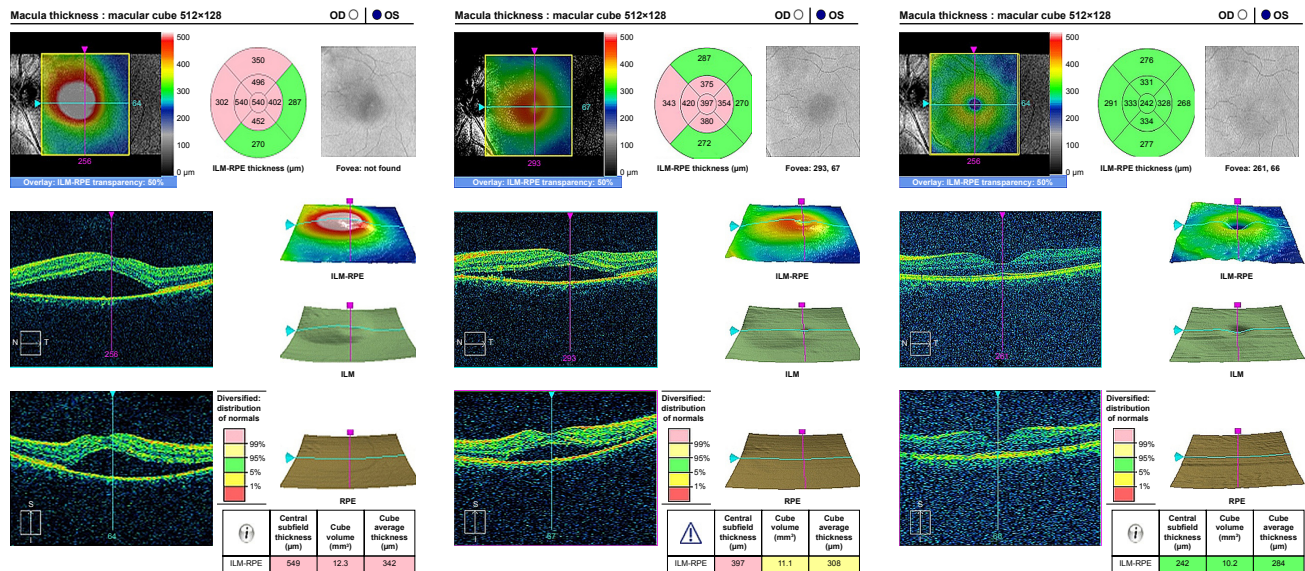 Macula thickness : macular cube 512×128 OD OS
500
400
300
200
100
0 µm
64
256
Overlay: ILM-RPE transparency: 50%
350
496
302 540 540 402 287
452
270
ILM-RPE thickness (µm)
Fovea: not found
ILM-RPE
N T
256
ILM
Diversified:
distribution
of normals
99%
95%
5%
1%
S
I
64
RPE
Central subfield thickness (µm)
Cube volume (mm³)
Cube average thickness (µm)
ILM-RPE 549 12.3 342
Macula thickness : macular cube 512×128 OD OS
500
400
300
200
100
0 µm
67
293
Overlay: ILM-RPE transparency: 50%
287
375
343 420 397 354 270
380
272
ILM-RPE thickness (µm)
Fovea: 293, 67
ILM-RPE
N T
293
ILM
Diversified:
distribution
of normals
99%
95%
5%
1%
S
I
67
RPE
Central subfield thickness (µm)
Cube volume (mm³)
Cube average thickness (µm)
ILM-RPE 397 11.1 308
Macula thickness : macular cube 512×128 OD OS
500
400
300
200
100
0 µm
64
256
Overlay: ILM-RPE transparency: 50%
276
331
291 333 242 328 268
334
277
ILM-RPE thickness (µm)
Fovea: 261, 66
ILM-RPE
N T
261
ILM
Diversified:
distribution
of normals
99%
95%
5%
1%
S
I
66
RPE
Central subfield thickness (µm)
Cube volume (mm³)
Cube average thickness (µm)
ILM-RPE 242 10.2 284